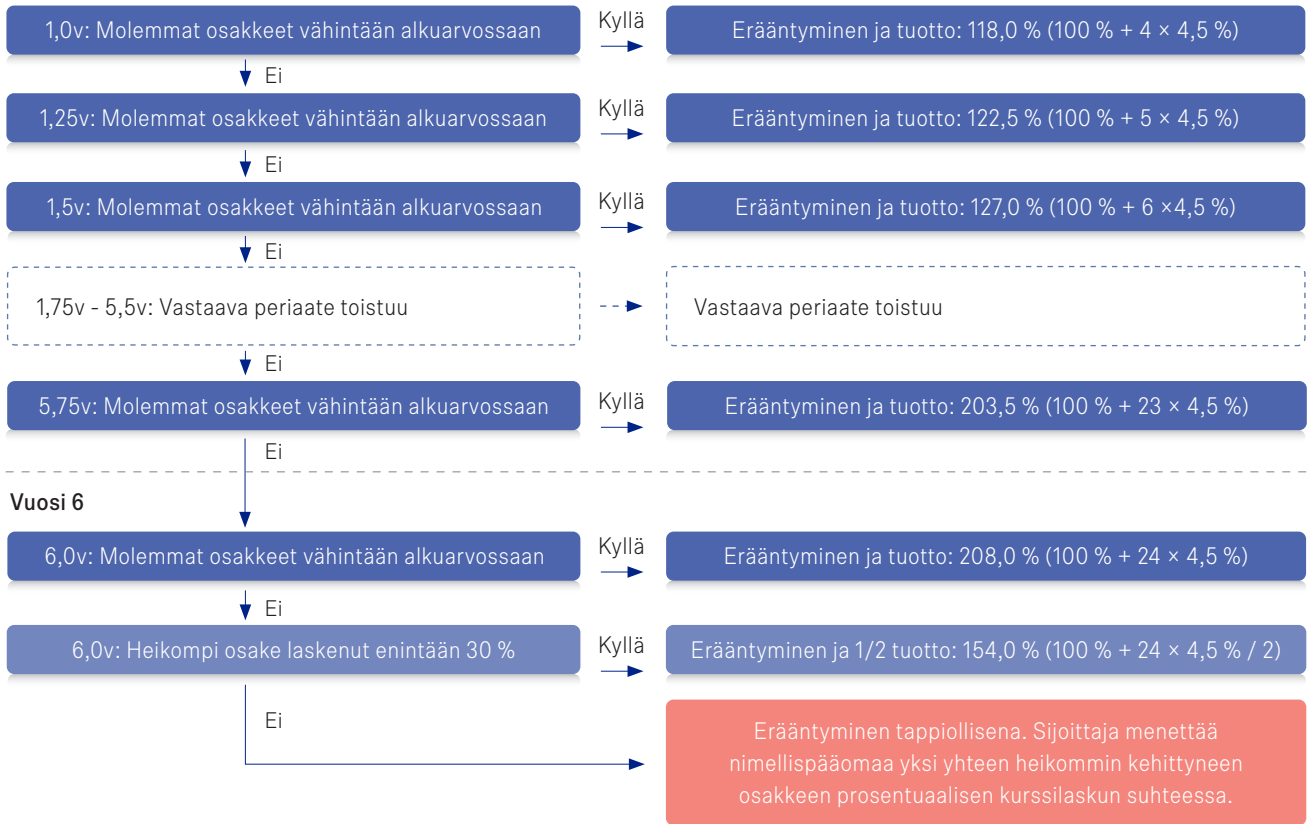 1,0v: Molemmat osakkeet vähintään alkuarvossaan
Kyllä
Erääntyminen ja tuotto: 118,0 % (100 % + 4 × 4,5 %)
Ei
1,25v: Molemmat osakkeet vähintään alkuarvossaan
Kyllä
Erääntyminen ja tuotto: 122,5 % (100 % + 5 × 4,5 %)
Ei
1,5v: Molemmat osakkeet vähintään alkuarvossaan
Kyllä
Erääntyminen ja tuotto: 127,0 % (100 % + 6 ×4,5 %)
Ei
1,75v - 5,5v: Vastaava periaate toistuu
Vastaava periaate toistuu
Ei
5,75v: Molemmat osakkeet vähintään alkuarvossaan
Kyllä
Erääntyminen ja tuotto: 203,5 % (100 % + 23 × 4,5 %)
Ei
Vuosi 6
6,0v: Molemmat osakkeet vähintään alkuarvossaan
Kyllä
Erääntyminen ja tuotto: 208,0 % (100 % + 24 × 4,5 %)
Ei
6,0v: Heikompi osake laskenut enintään 30 %
Kyllä
Erääntyminen ja 1/2 tuotto: 154,0 % (100 % + 24 × 4,5 % / 2)
Ei
Erääntyminen tappiollisena. Sijoittaja menettää
nimellispääomaa yksi yhteen heikommin kehittyneen
osakkeen prosentuaalisen kurssilaskun suhteessa.